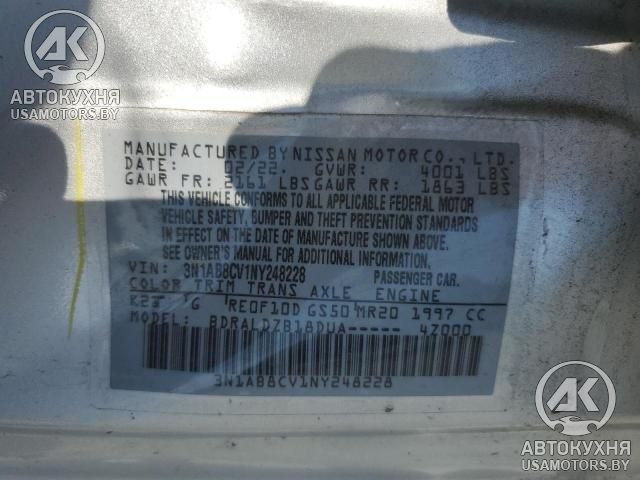 AK
АВТОКУХНЯ
USAMOTORS.BY
MANUFACTURED BY NISSAN MOTOR CO., LTD.
DATE: 02/22. GVWR: 4001 LBS
GAWR FR: 2161 LBS GAWR RR: 1863 LBS
THIS VEHICLE CONFORMS TO ALL APPLICABLE FEDERAL MOTOR
VEHICLE SAFETY, BUMPER AND THEFT PREVENTION STANDARDS
IN EFFECT ON THE DATE OF MANUFACTURE SHOWN ABOVE.
SEE OWNER'S MANUAL FOR ADDITIONAL INFORMATION.
VIN: 3N1AB8CV1NY248228 PASSENGER CAR.
COLOR TRIM TRANS AXLE ENGINE
G RE0F10D GS50 MR20 1997 CC
MODEL: BDRALDZB18DUA----- 47000
3N1AB8CV1NY248228
AK
АВТОКУХНЯ
USAMOTORS.BY